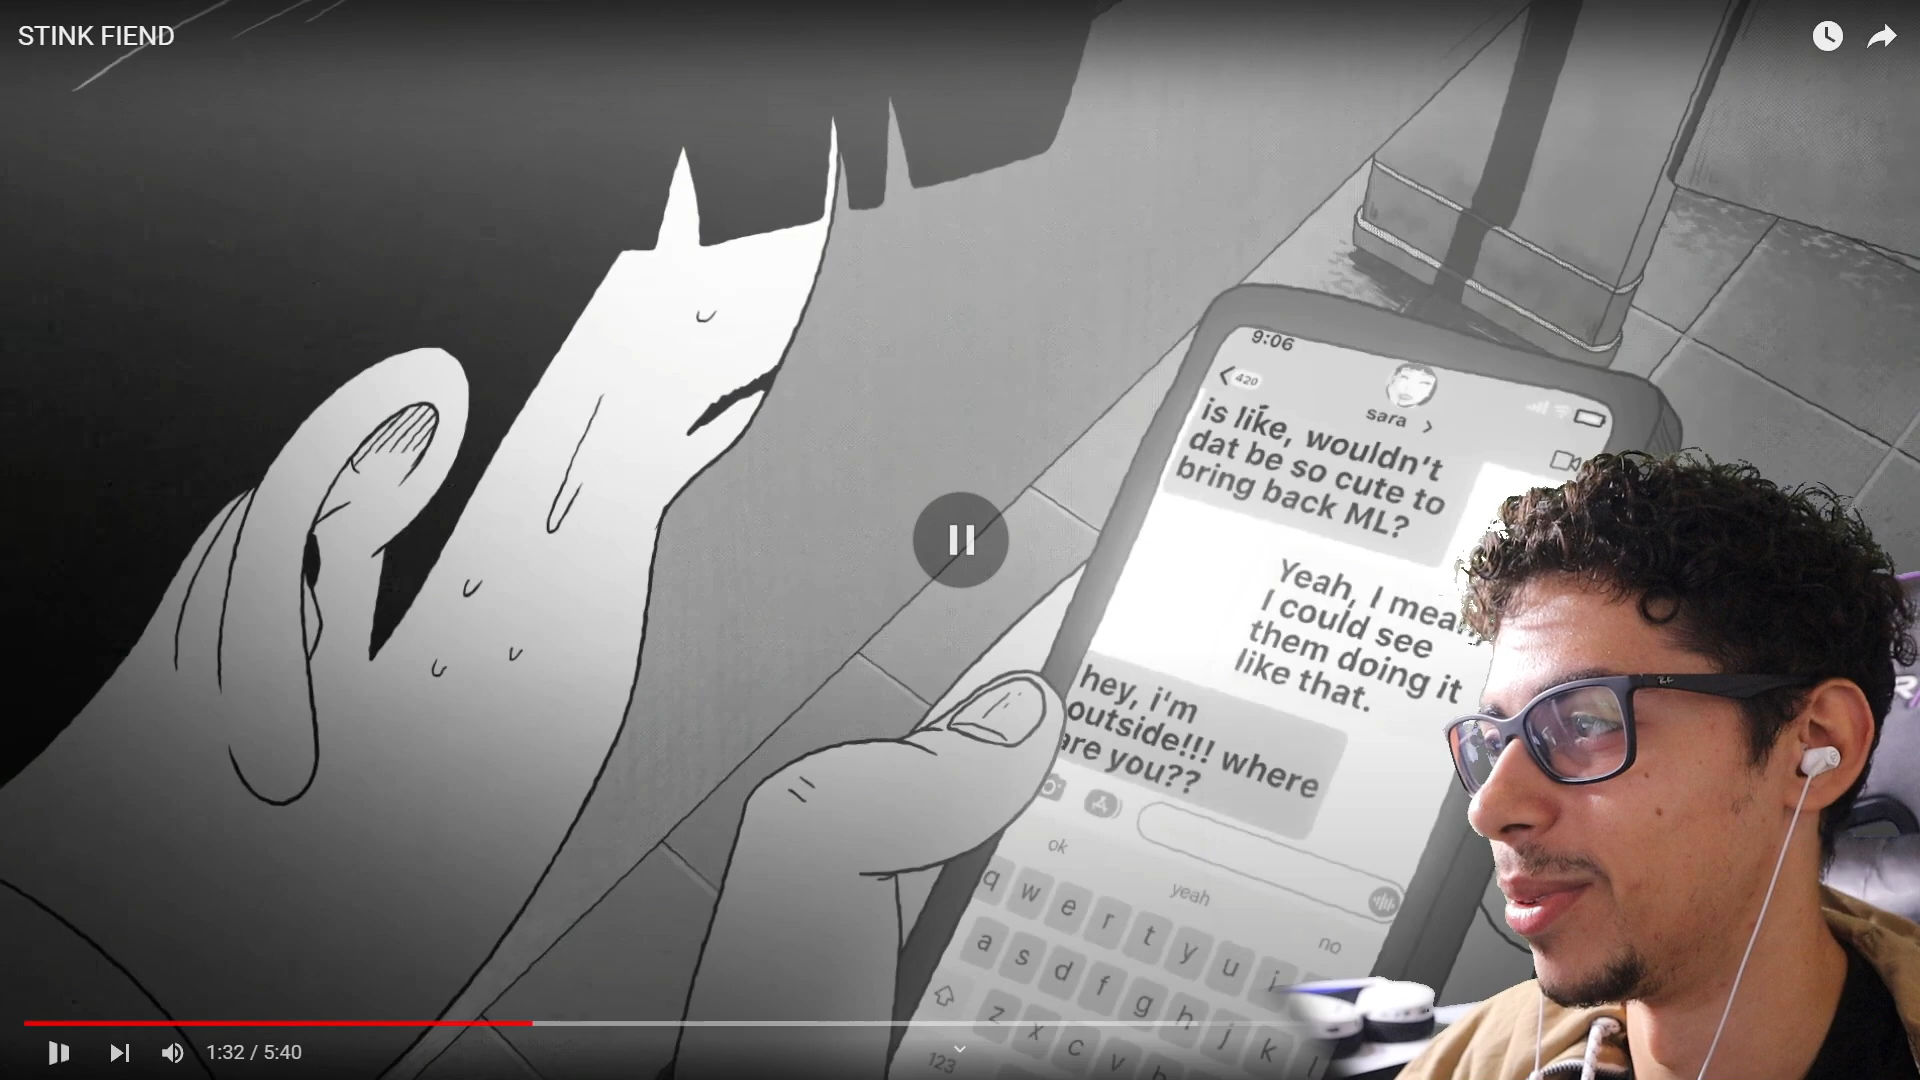 STINK FIEND
9:06
420
sara
is like, wouldn't
dat be so cute to
bring back ML?
Yeah, I mean
I could see
them doing it
like that.
hey, i'm
outside!!! where
are you??
ok
yeah
no
q w e r t y u i
a s d f g h j k l
z x c v b
123
1:32 / 5:40